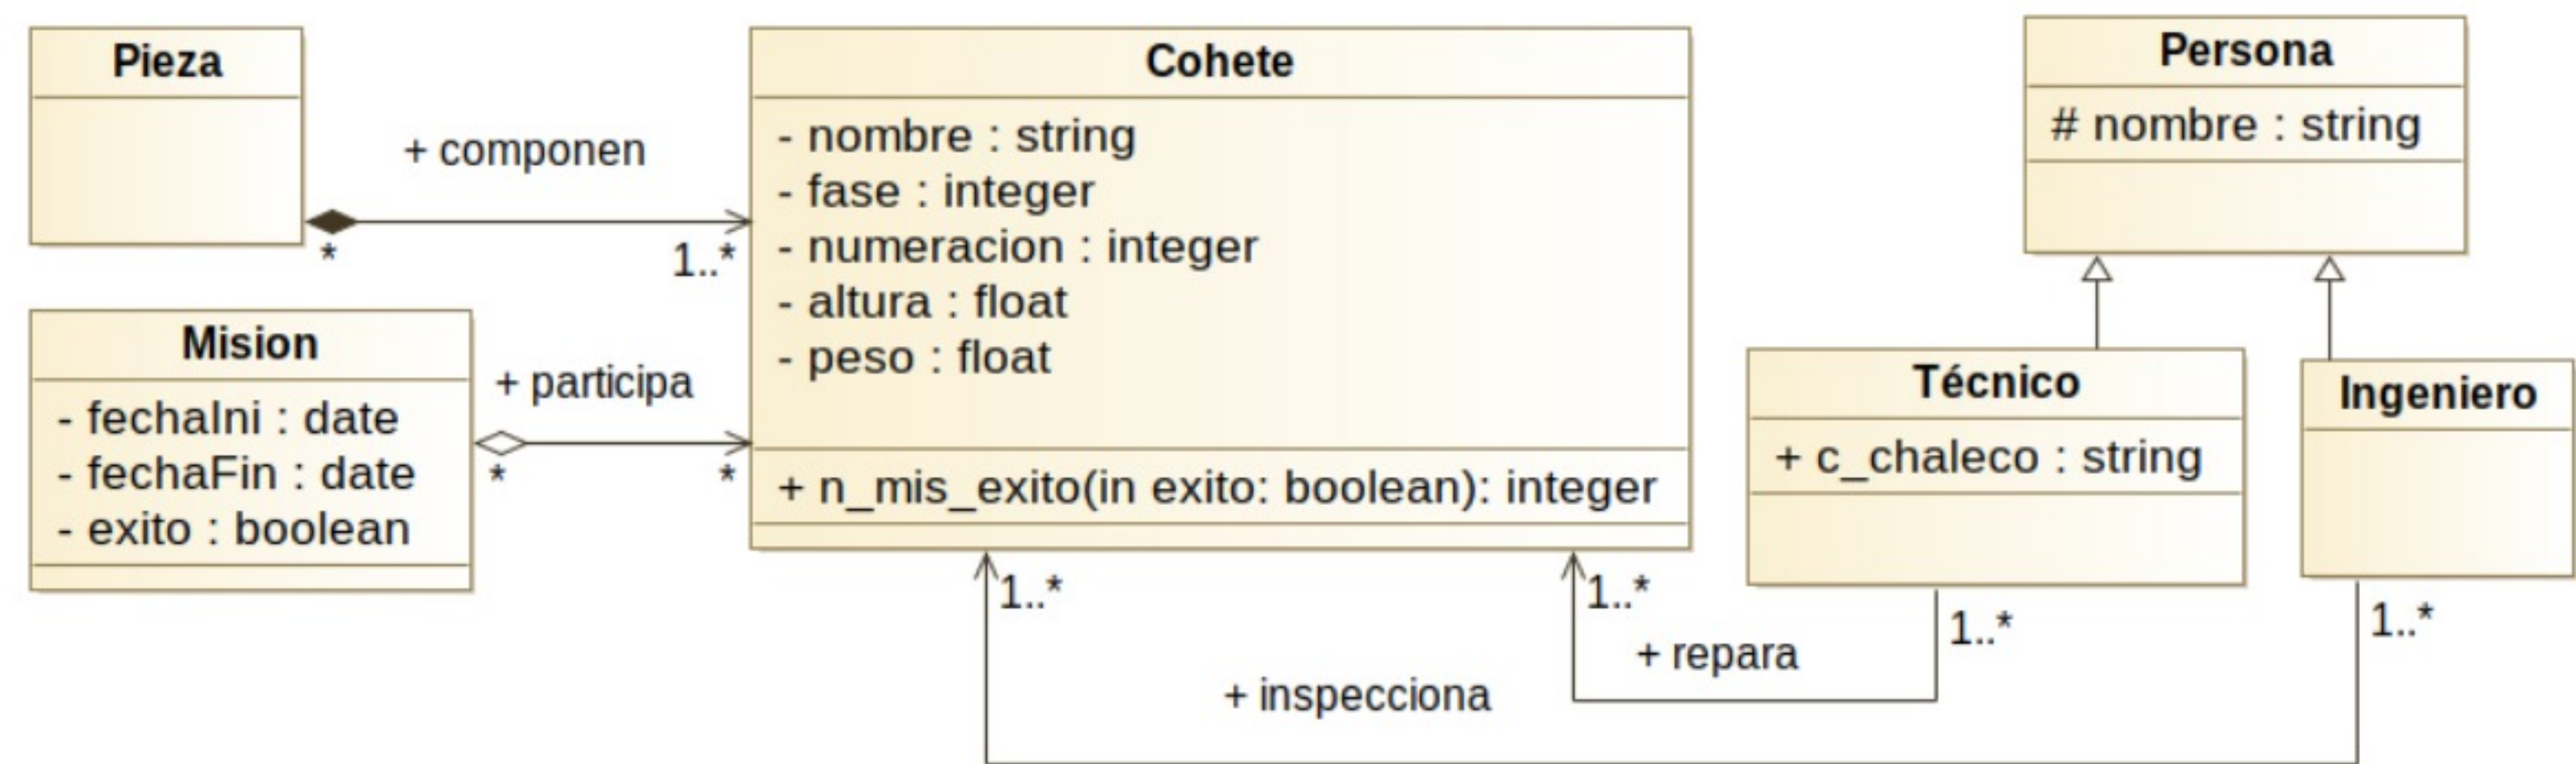 Pieza
+ componen
*
1..*
Mision
- fechaIni : date
- fechaFin : date
- exito : boolean
+ participa
*
*
Cohete
- nombre : string
- fase : integer
- numeracion : integer
- altura : float
- peso : float
+ n_mis_exito(in exito: boolean): integer
Persona
# nombre : string
Técnico
+ c_chaleco : string
Ingeniero
1..*
1..*
+ repara
1..*
1..*
+ inspecciona